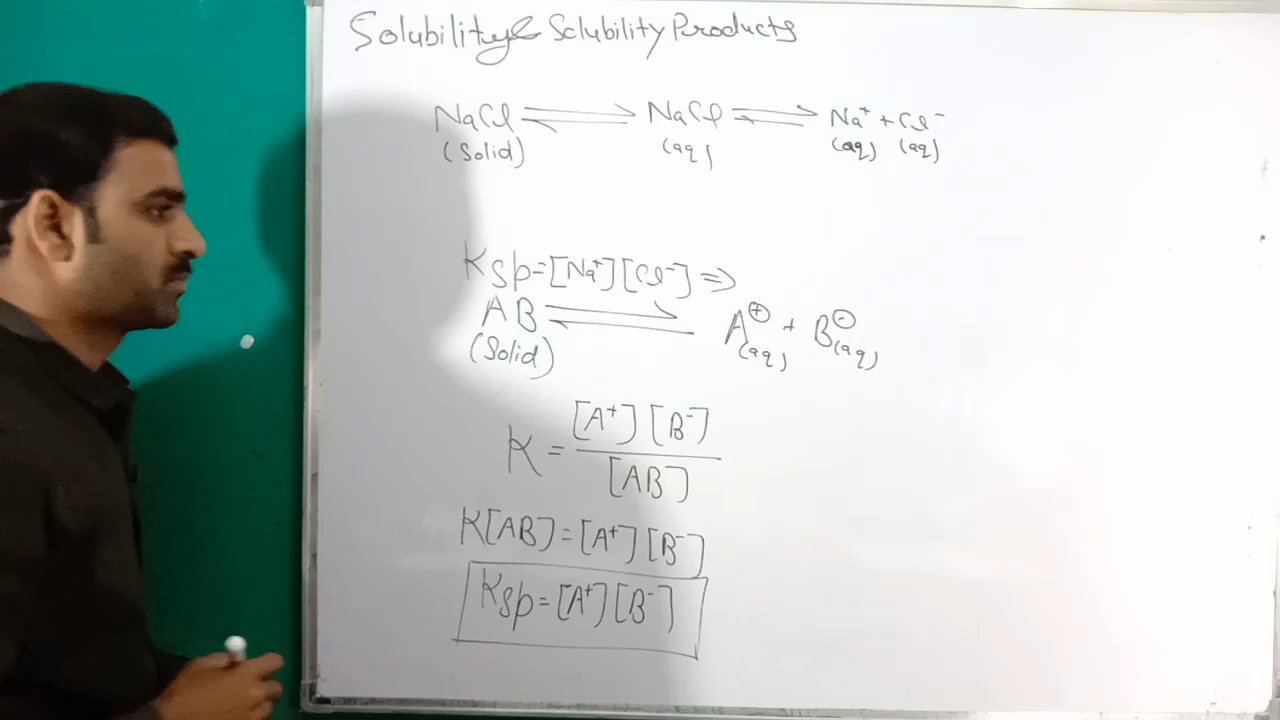 Solubility & Solubility Products
NaCl ⇌ NaCl ⇌ Na⁺ + Cl⁻
(Solid) (aq) (aq) (aq)
Ksp = [Na⁺] [Cl⁻] ⇒
AB ⇌ A⊕ + B⊖
(Solid) (aq) (aq)
[A⁺] [B⁻]
K = ———
[AB]
K[AB] = [A⁺] [B⁻]
Ksp = [A⁺] [B⁻]